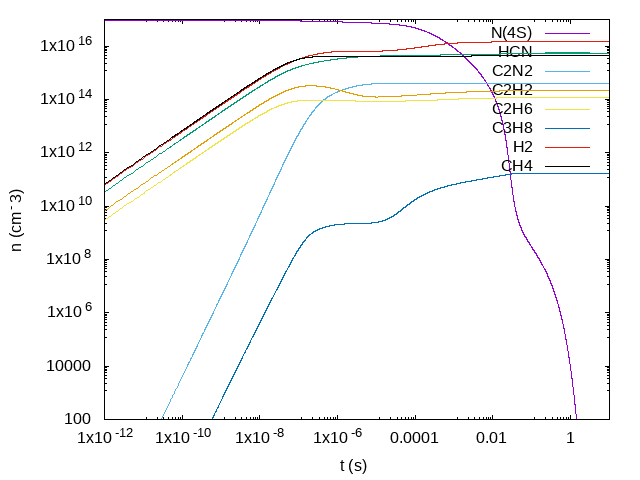 1x10 16
1x10 14
1x10 12
1x10 10
1x10 8
1x10 6
10000
100
n (cm-3)
N(4S)
HCN
C2N2
C2H2
C2H6
C3H8
H2
CH4
1x10 -12
1x10 -10
1x10 -8
1x10 -6
0.0001
0.01
1
t (s)